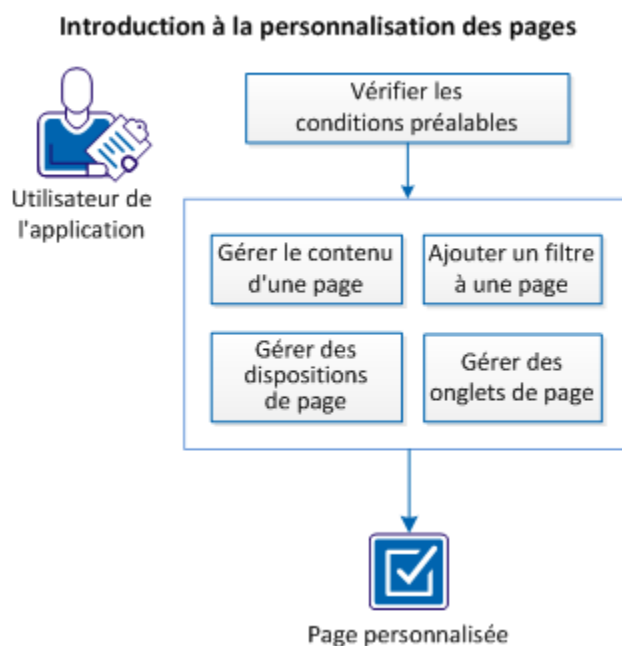 Introduction à la personnalisation des pages
Utilisateur de
l'application
Vérifier les
conditions préalables
Gérer le contenu
d'une page
Ajouter un filtre
à une page
Gérer des
dispositions
de page
Gérer des
onglets de page
Page personnalisée